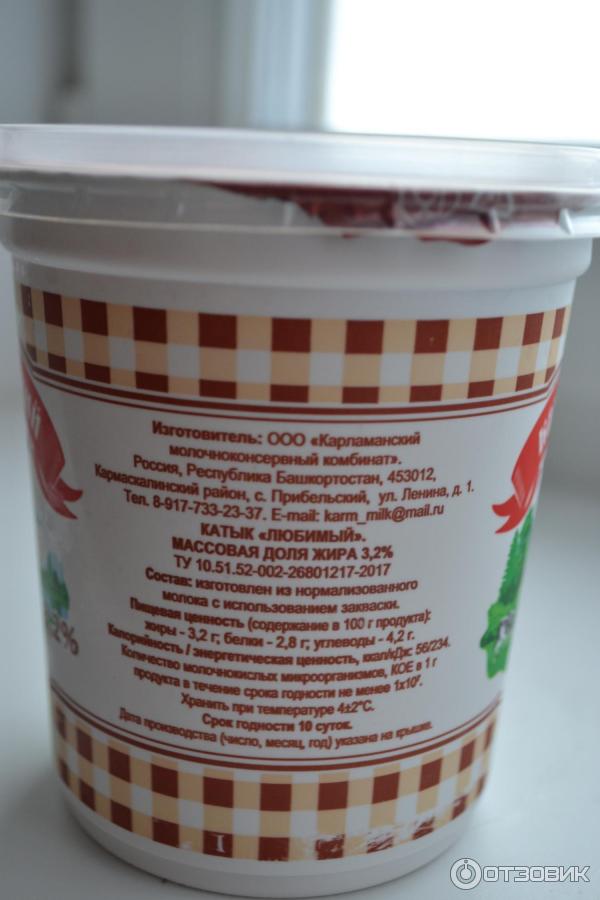 Изготовитель: ООО «Карламанский
молочноконсервный комбинат».
Россия, Республика Башкортостан, 453012,
Кармаскалинский район, с. Прибельский, ул. Ленина, д. 1.
Тел. 8-917-733-23-37. E-mail: karm_milk@mail.ru
КАТЫК «ЛЮБИМЫЙ».
МАССОВАЯ ДОЛЯ ЖИРА 3,2%
ТУ 10.51.52-002-26801217-2017
Состав: изготовлен из нормализованного
молока с использованием закваски.
Пищевая ценность (содержание в 100 г продукта):
жиры - 3,2 г; белки - 2,8 г; углеводы - 4,2 г.
Калорийность / энергетическая ценность, ккал/кДж: 56/234.
Количество молочнокислых микроорганизмов, КОЕ в 1 г
продукта в течение срока годности не менее 1х10⁷.
Хранить при температуре 4±2°С.
Срок годности 10 суток.
Дата производства (число, месяц, год) указана на крышке.
2%
I
ОТЗОВИК